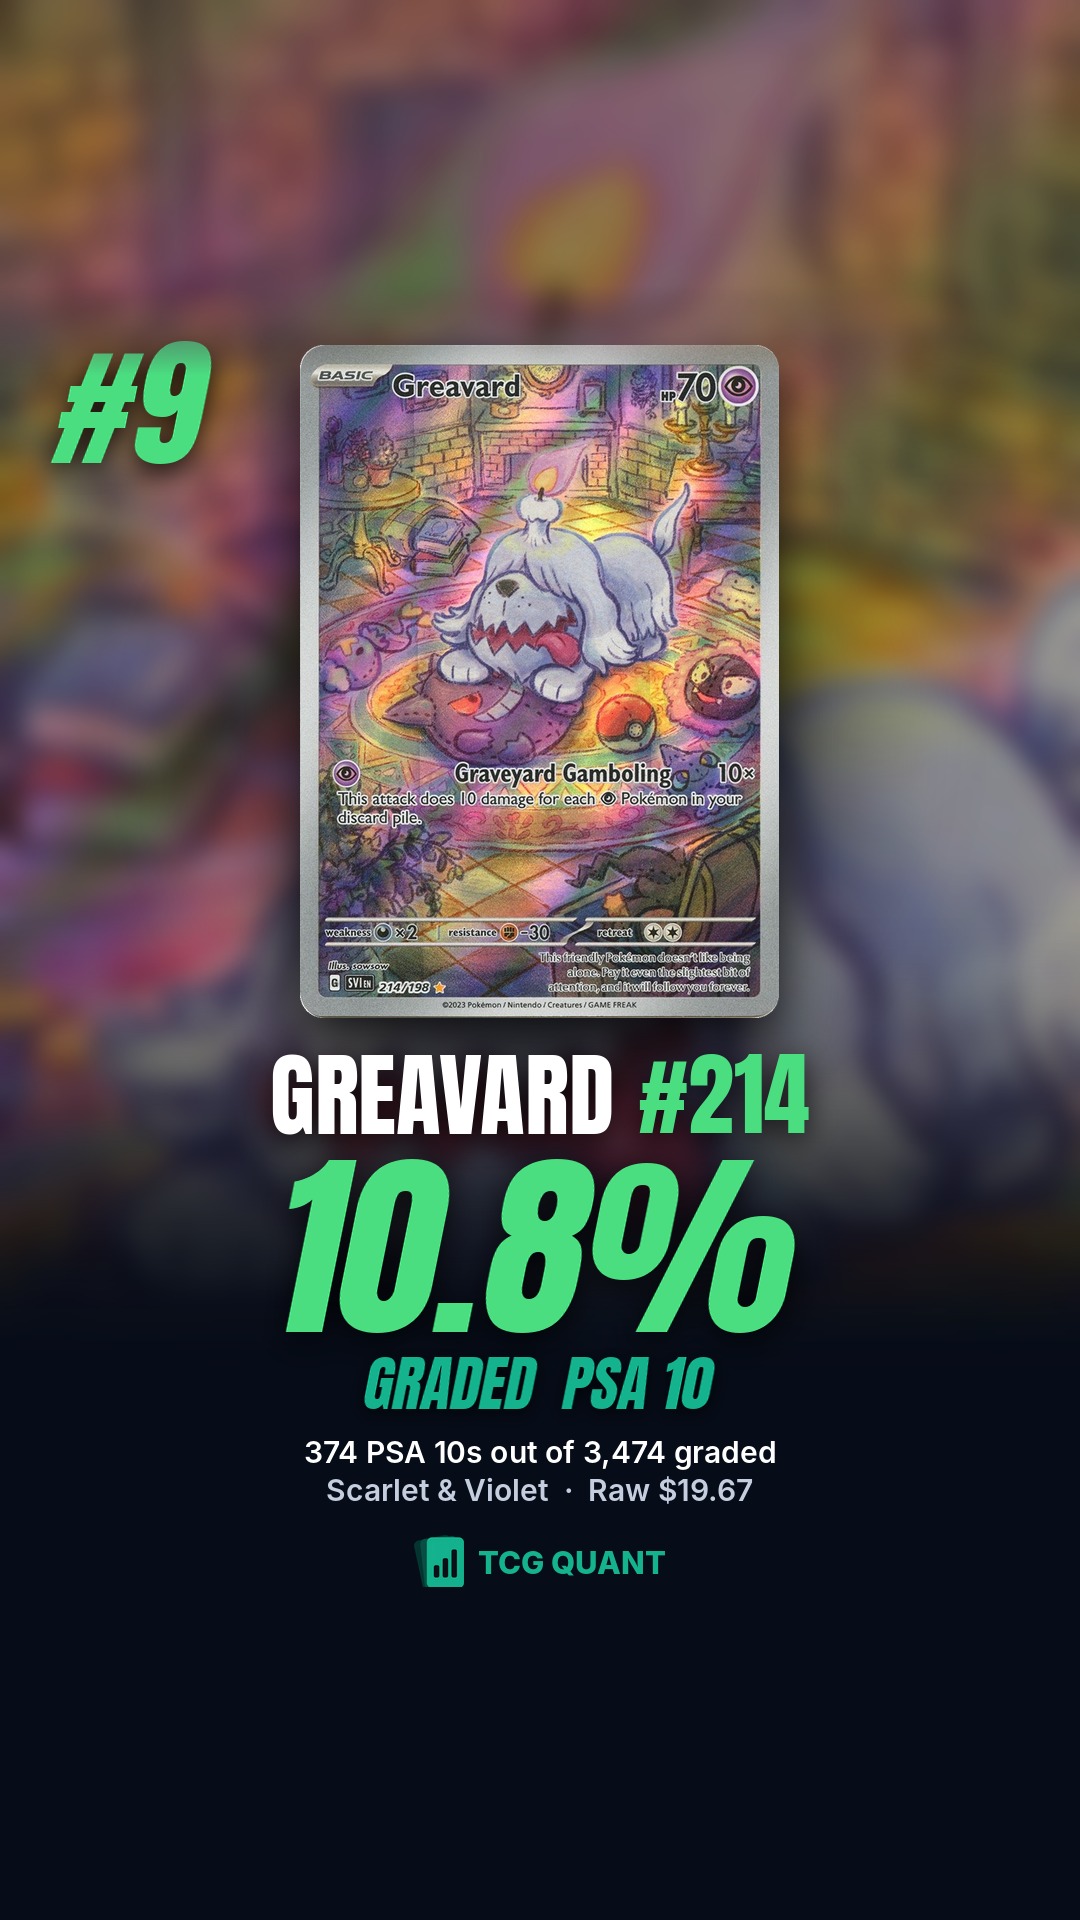 #9
BASIC Greavard HP 70
Graveyard Gamboling 10×
This attack does 10 damage for each Pokémon in your
discard pile.
weakness ×2 resistance -30 retreat
This friendly Pokémon doesn't like being
alone. Pay it even the slightest bit of
attention, and it will follow you forever.
Illus. sowsow
G SVI EN 214/198
©2023 Pokémon / Nintendo / Creatures / GAME FREAK
GREAVARD #214
10.8%
GRADED PSA 10
374 PSA 10s out of 3,474 graded
Scarlet & Violet · Raw $19.67
TCG QUANT